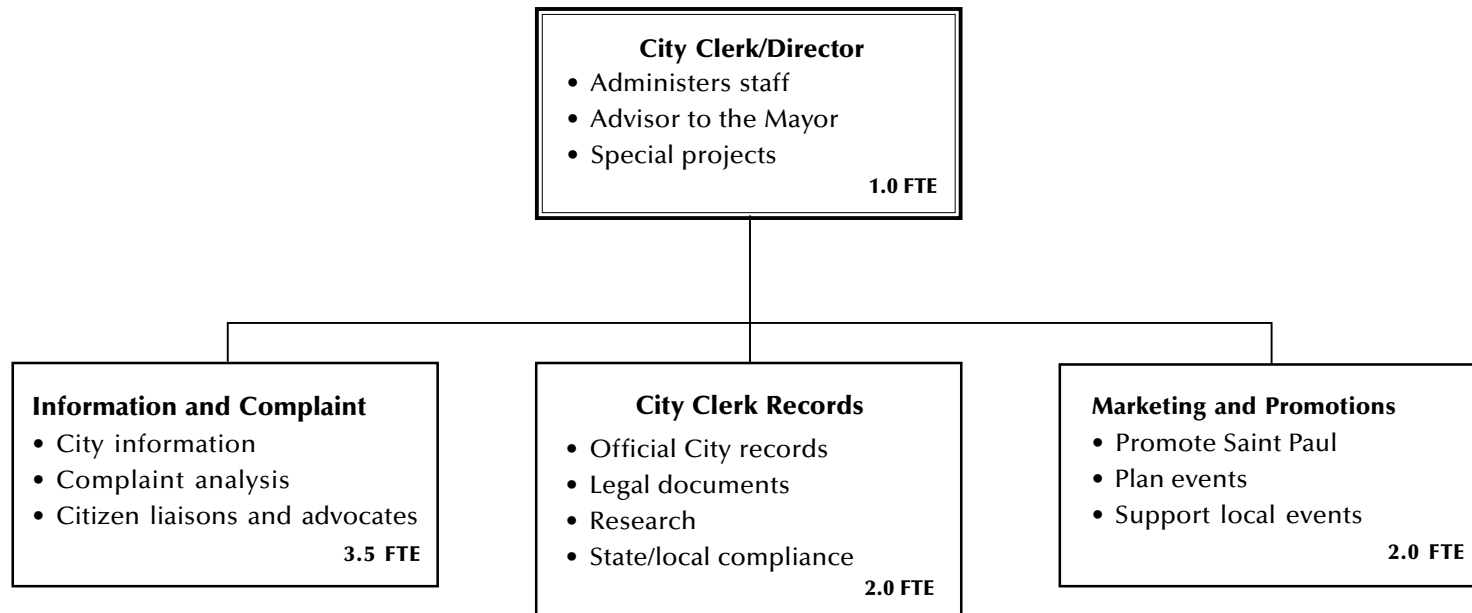 City Clerk/Director
• Administers staff
• Advisor to the Mayor
• Special projects
1.0 FTE
Information and Complaint
• City information
• Complaint analysis
• Citizen liaisons and advocates
3.5 FTE
City Clerk Records
• Official City records
• Legal documents
• Research
• State/local compliance
2.0 FTE
Marketing and Promotions
• Promote Saint Paul
• Plan events
• Support local events
2.0 FTE